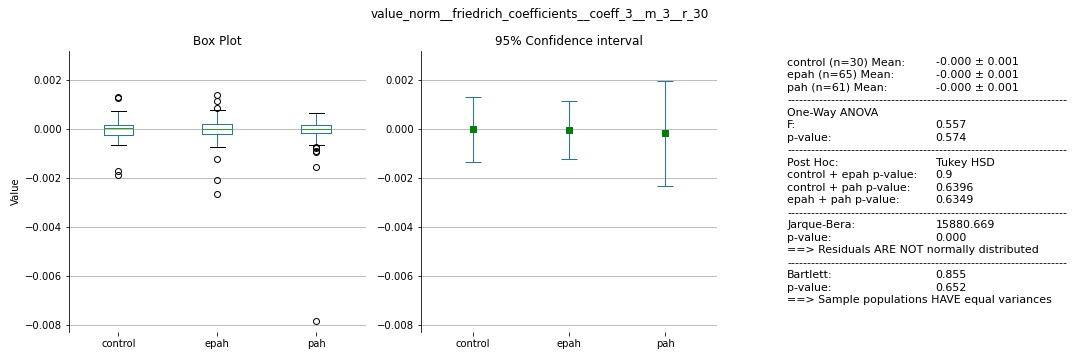 value_norm__friedrich_coefficients__coeff_3__m_3__r_30
Box Plot
Value
0.002
0.000
−0.002
−0.004
−0.006
−0.008
control epah pah
95% Confidence interval
0.002
0.000
−0.002
−0.004
−0.006
−0.008
control epah pah
control (n=30) Mean: -0.000 ± 0.001
epah (n=65) Mean: -0.000 ± 0.001
pah (n=61) Mean: -0.000 ± 0.001
One-Way ANOVA
F: 0.557
p-value: 0.574
Post Hoc: Tukey HSD
control + epah p-value: 0.9
control + pah p-value: 0.6396
epah + pah p-value: 0.6349
Jarque-Bera: 15880.669
p-value: 0.000
==> Residuals ARE NOT normally distributed
Bartlett: 0.855
p-value: 0.652
==> Sample populations HAVE equal variances